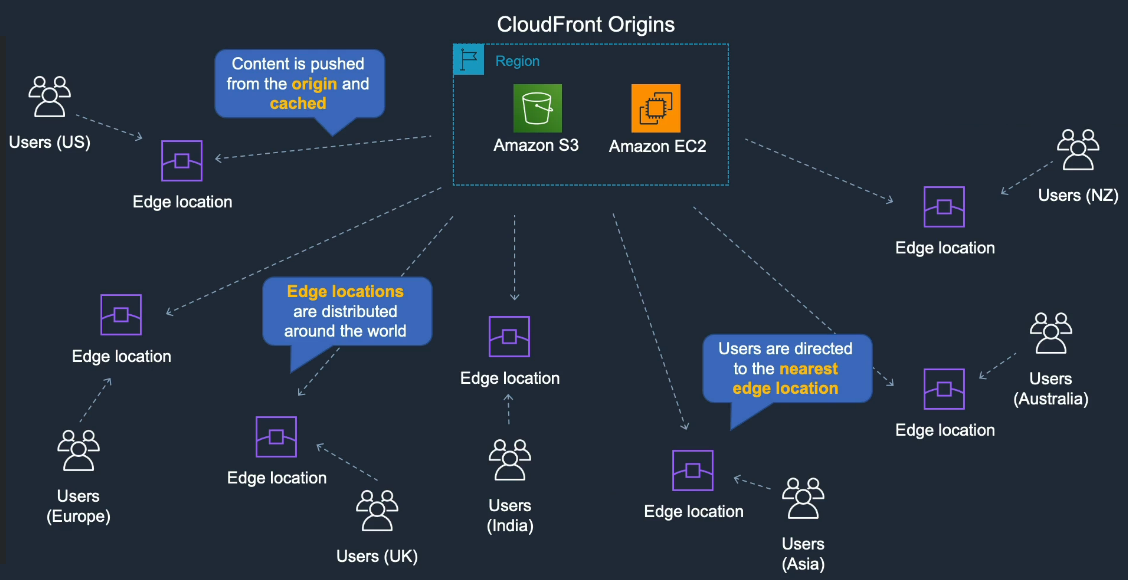 CloudFront Origins
Region
Amazon S3
Amazon EC2
Content is pushed
from the origin and
cached
Users (US)
Edge location
Users (NZ)
Edge location
Edge locations
are distributed
around the world
Edge location
Edge location
Users are directed
to the nearest
edge location
Users
(Australia)
Edge location
Users
(Europe)
Edge location
Users (UK)
Users
(India)
Edge location
Users
(Asia)